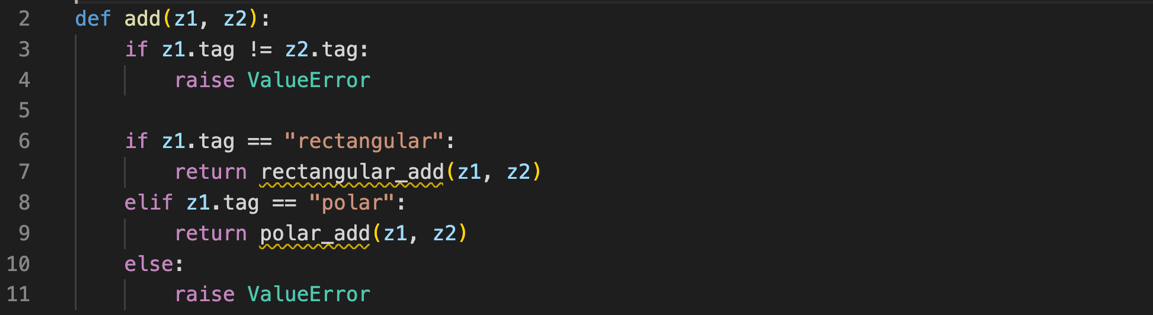 2 def add(z1, z2):
3     if z1.tag != z2.tag:
4         raise ValueError
5
6     if z1.tag == "rectangular":
7         return rectangular_add(z1, z2)
8     elif z1.tag == "polar":
9         return polar_add(z1, z2)
10     else:
11         raise ValueError